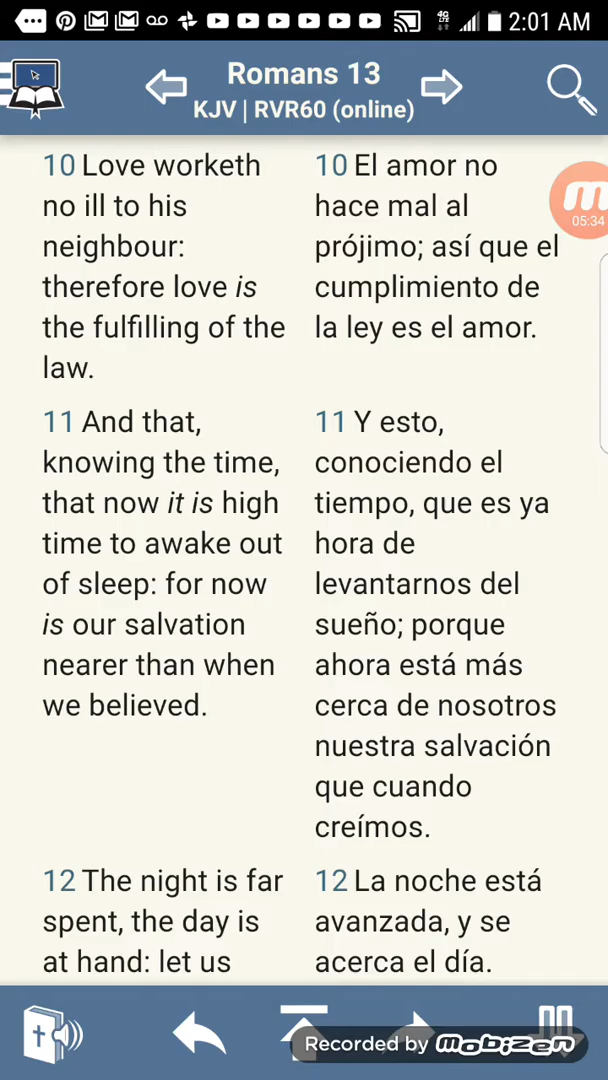 4G LTE 2:01 AM
Romans 13
KJV | RVR60 (online)
10 Love worketh
no ill to his
neighbour:
therefore love is
the fulfilling of the
law.
10 El amor no
hace mal al
prójimo; así que el
cumplimiento de
la ley es el amor.
05:34
11 And that,
knowing the time,
that now it is high
time to awake out
of sleep: for now
is our salvation
nearer than when
we believed.
11 Y esto,
conociendo el
tiempo, que es ya
hora de
levantarnos del
sueño; porque
ahora está más
cerca de nosotros
nuestra salvación
que cuando
creímos.
12 The night is far
spent, the day is
at hand: let us
12 La noche está
avanzada, y se
acerca el día.
Recorded by Mobizen